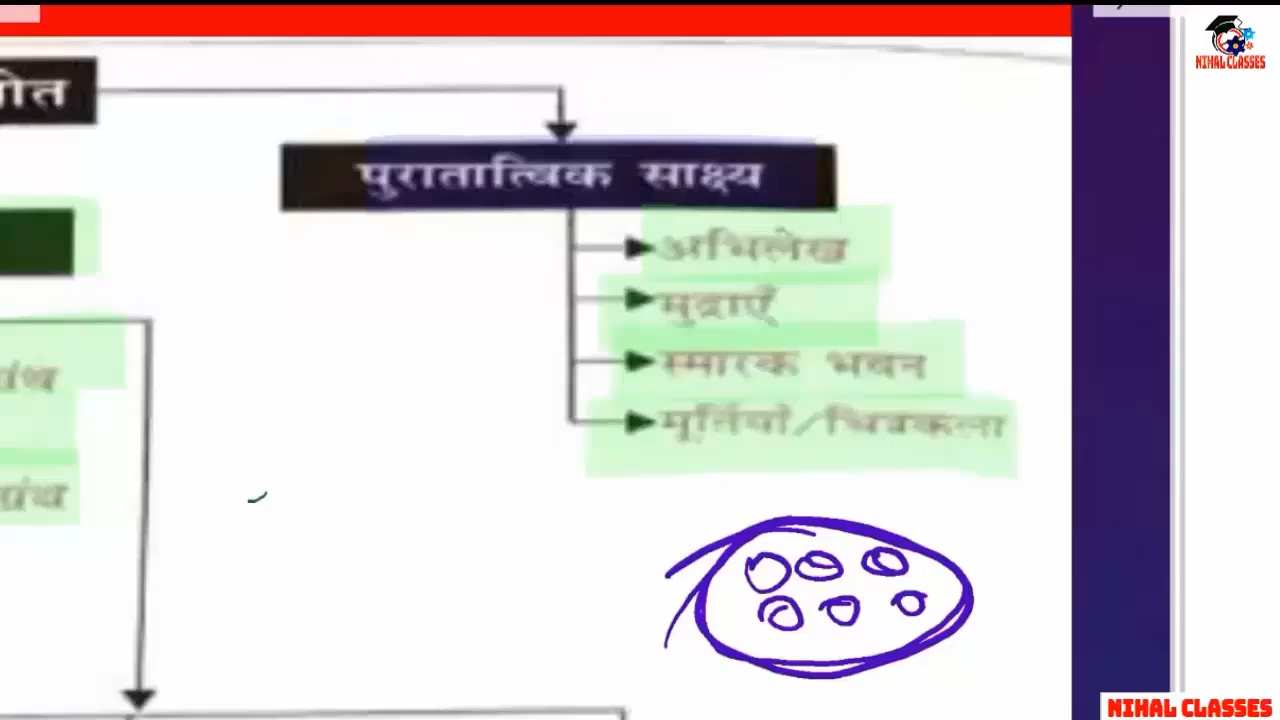 NIHAL CLASSES
पुरातात्विक साक्ष्य
अभिलेख
मुद्राएँ
स्मारक भवन
मूर्तियाँ/चित्रकला
ग्रंथ
ग्रंथ
NIHAL CLASSES